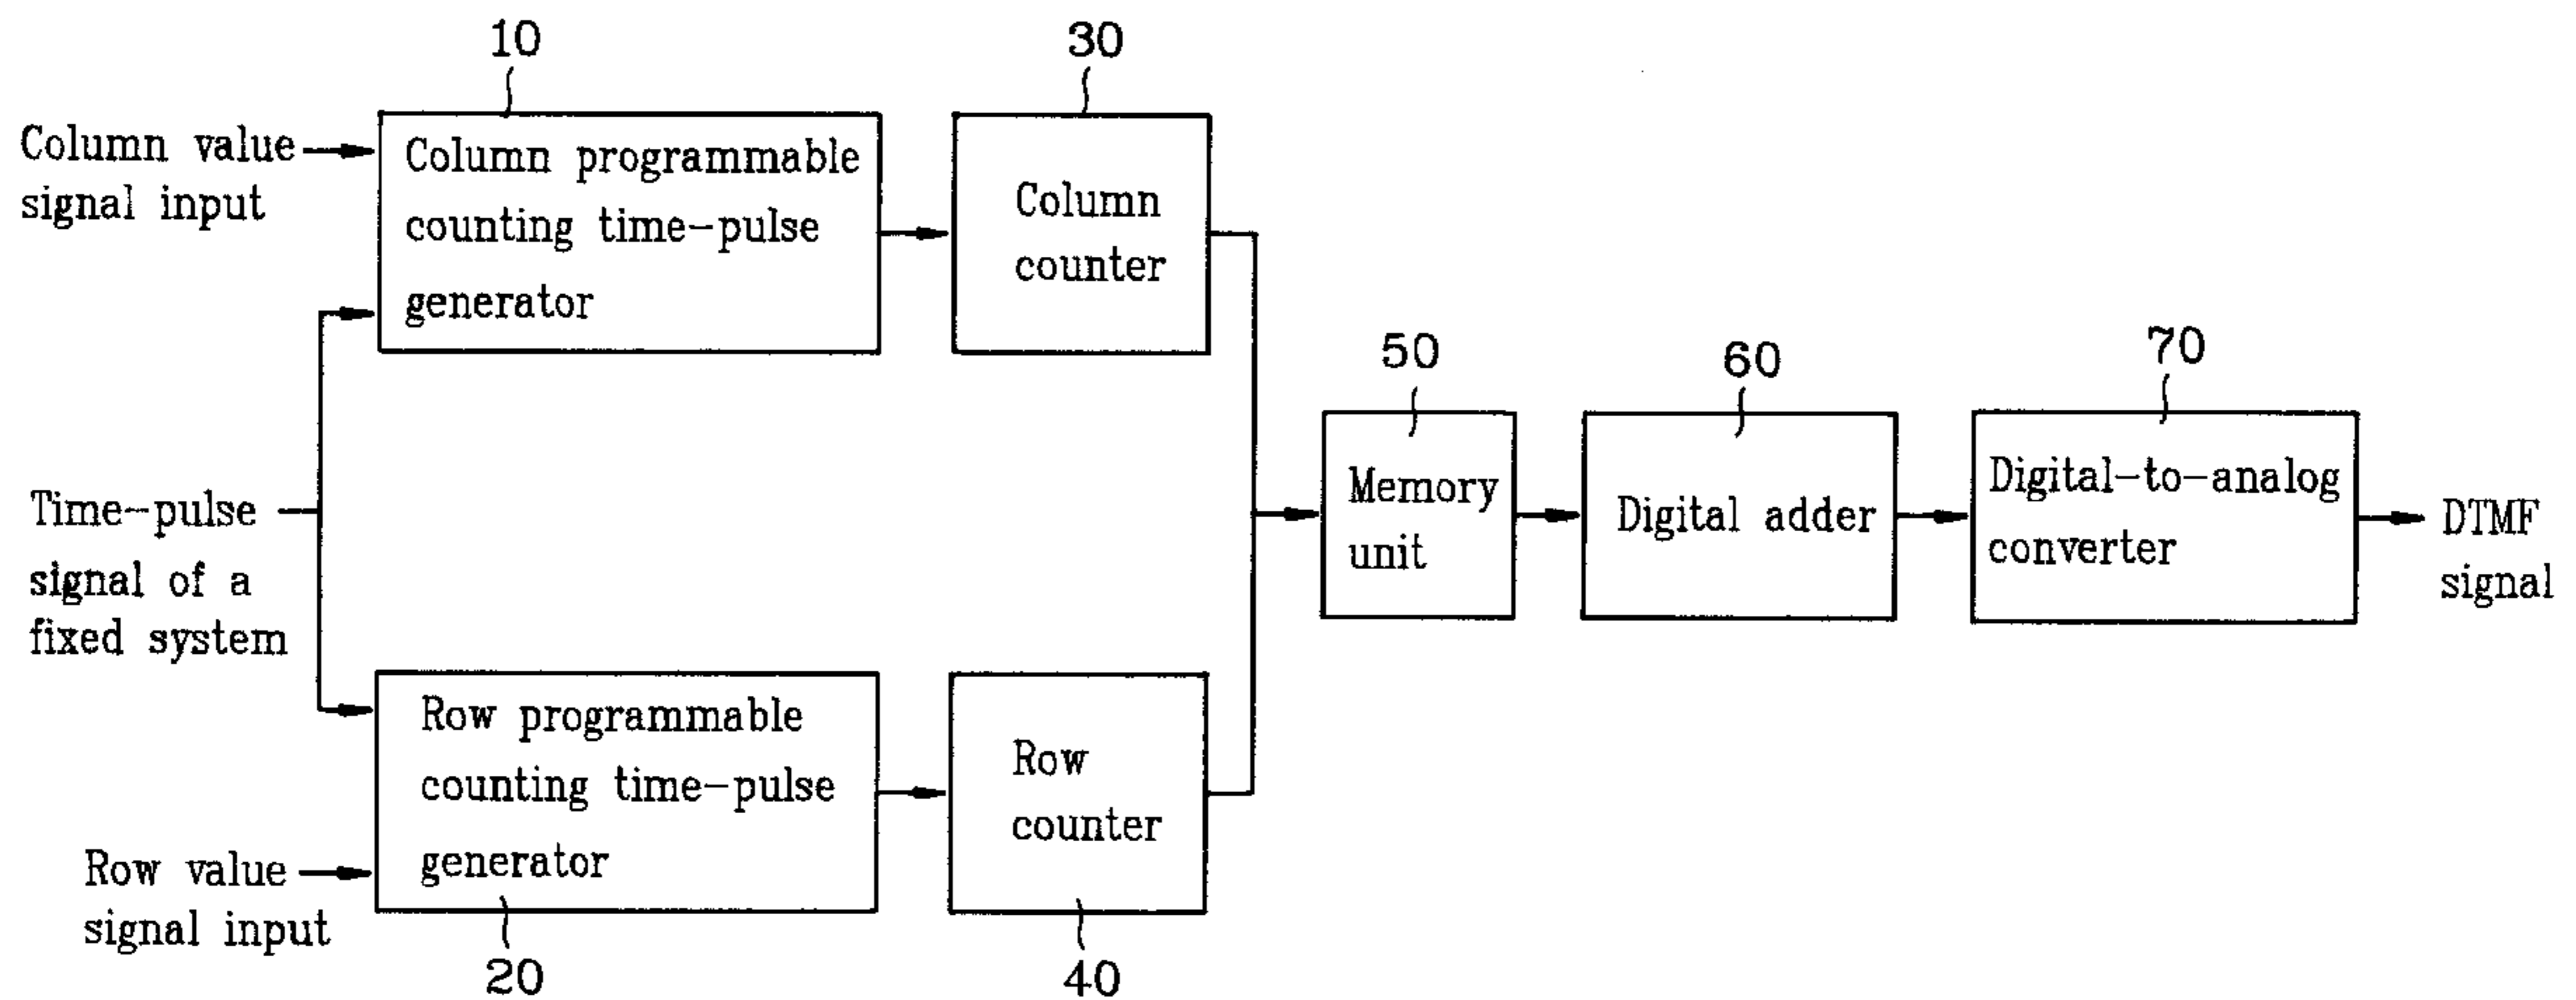 10
30
Column value
signal input
Column programmable
counting time-pulse
generator
Column
counter
50
60
70
Time-pulse
signal of a
fixed system
Memory
unit
Digital adder
Digital-to-analog
converter
DTMF
signal
Row programmable
counting time-pulse
generator
Row
counter
Row value
signal input
20
40